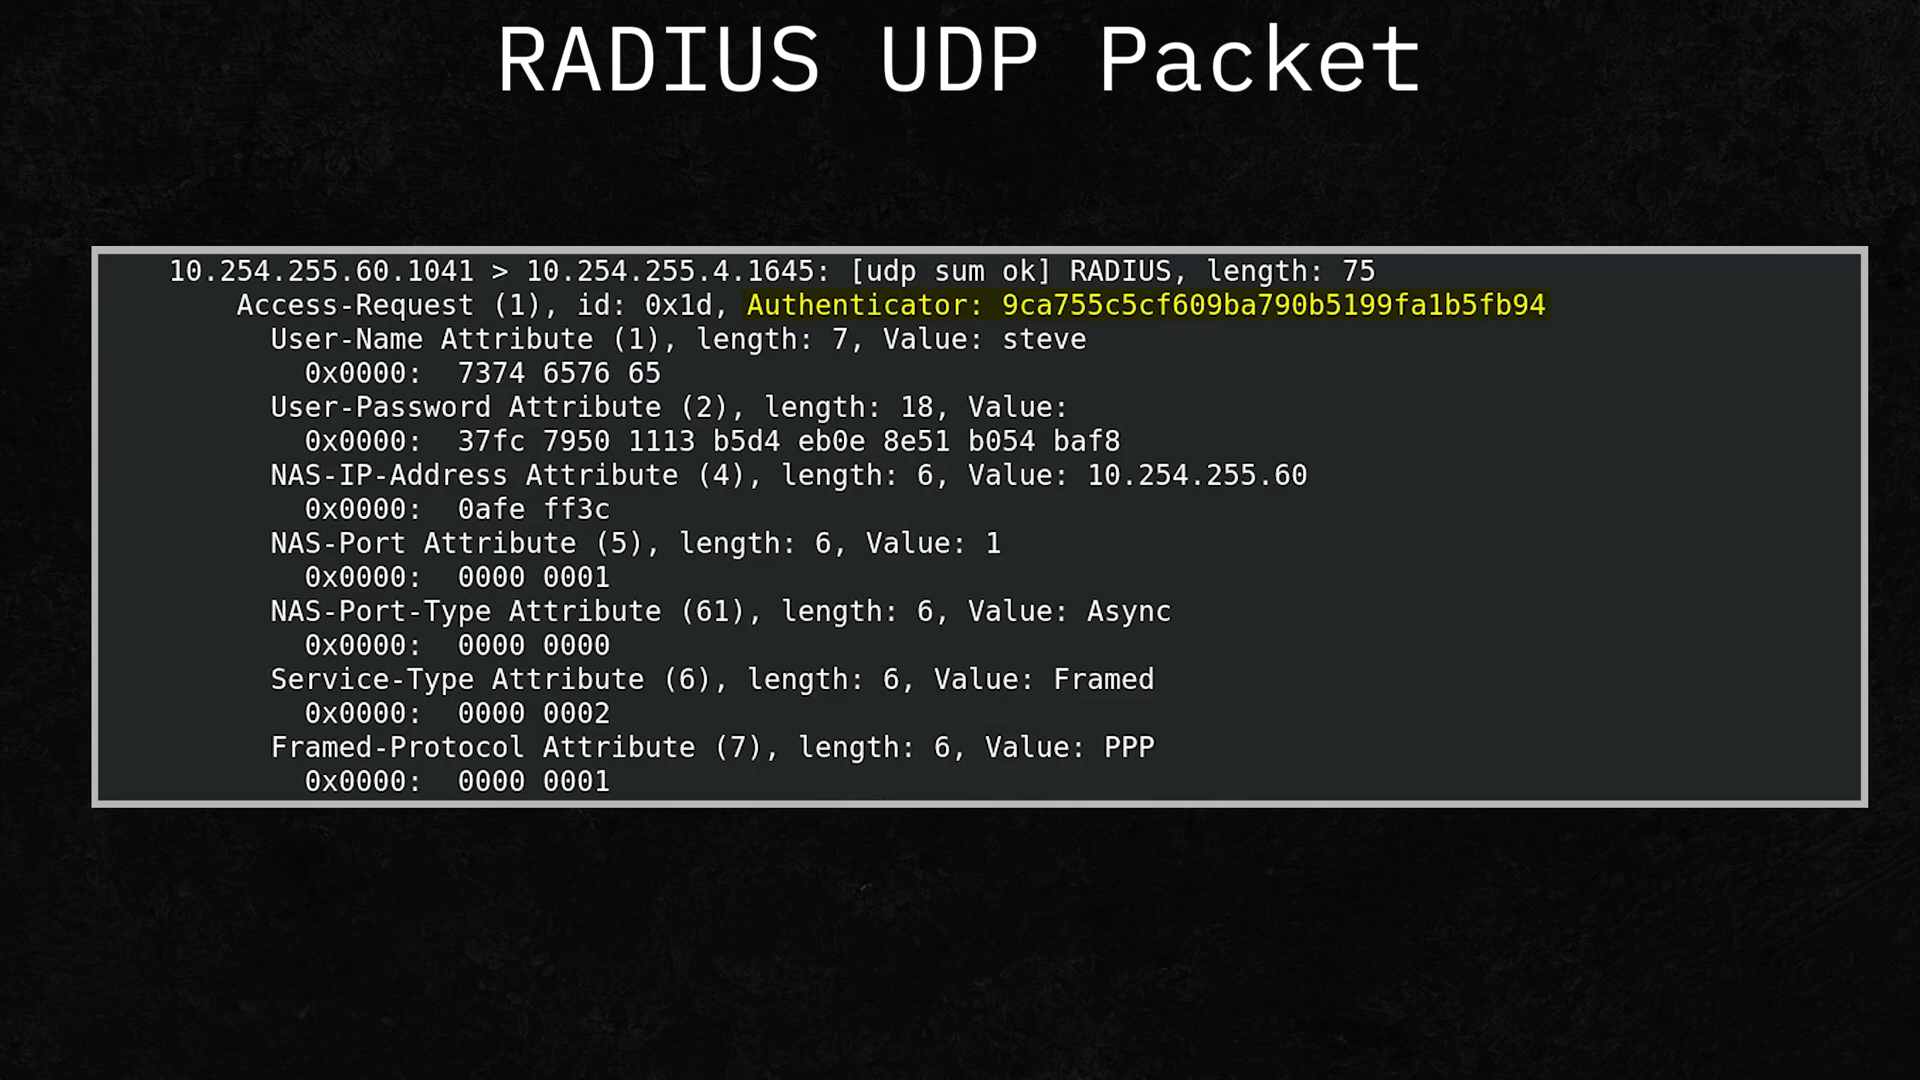 RADIUS UDP Packet
10.254.255.60.1041 > 10.254.255.4.1645: [udp sum ok] RADIUS, length: 75
Access-Request (1), id: 0x1d, Authenticator: 9ca755c5cf609ba790b5199fa1b5fb94
User-Name Attribute (1), length: 7, Value: steve
0x0000:  7374 6576 65
User-Password Attribute (2), length: 18, Value:
0x0000:  37fc 7950 1113 b5d4 eb0e 8e51 b054 baf8
NAS-IP-Address Attribute (4), length: 6, Value: 10.254.255.60
0x0000:  0afe ff3c
NAS-Port Attribute (5), length: 6, Value: 1
0x0000:  0000 0001
NAS-Port-Type Attribute (61), length: 6, Value: Async
0x0000:  0000 0000
Service-Type Attribute (6), length: 6, Value: Framed
0x0000:  0000 0002
Framed-Protocol Attribute (7), length: 6, Value: PPP
0x0000:  0000 0001